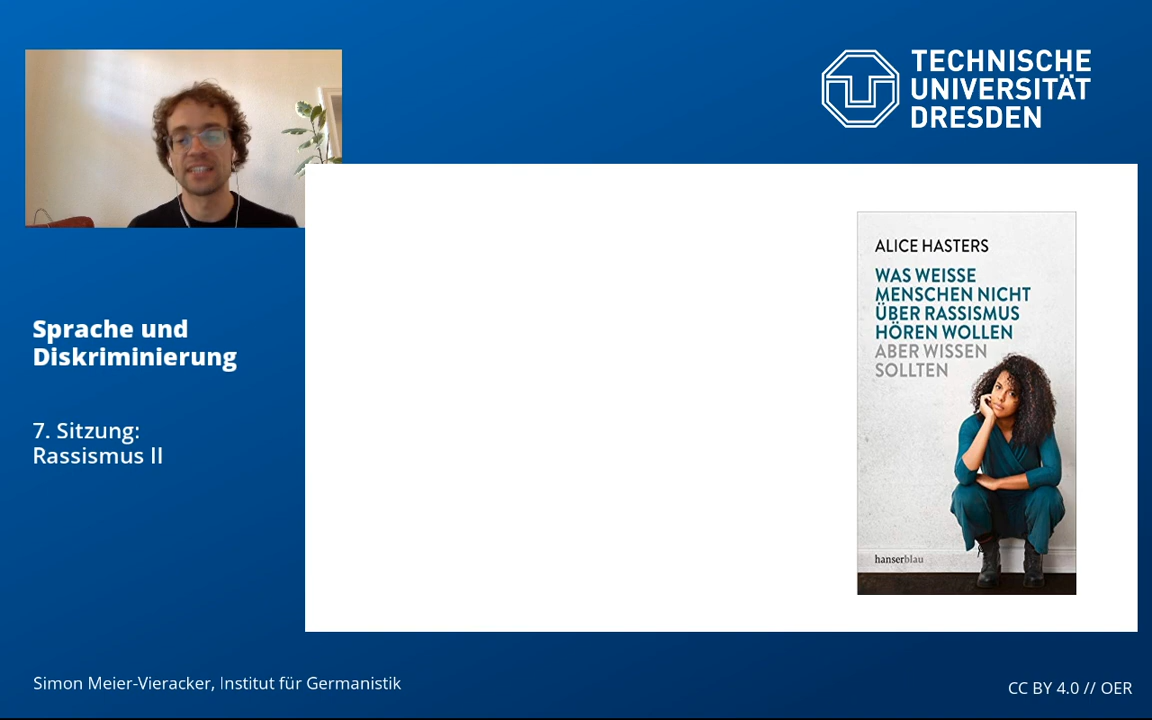 TECHNISCHE
UNIVERSITÄT
DRESDEN
Sprache und
Diskriminierung
7. Sitzung:
Rassismus II
ALICE HASTERS
WAS WEISSE
MENSCHEN NICHT
ÜBER RASSISMUS
HÖREN WOLLEN
ABER WISSEN
SOLLTEN
hanserblau
Simon Meier-Vieracker, Institut für Germanistik
CC BY 4.0 // OER